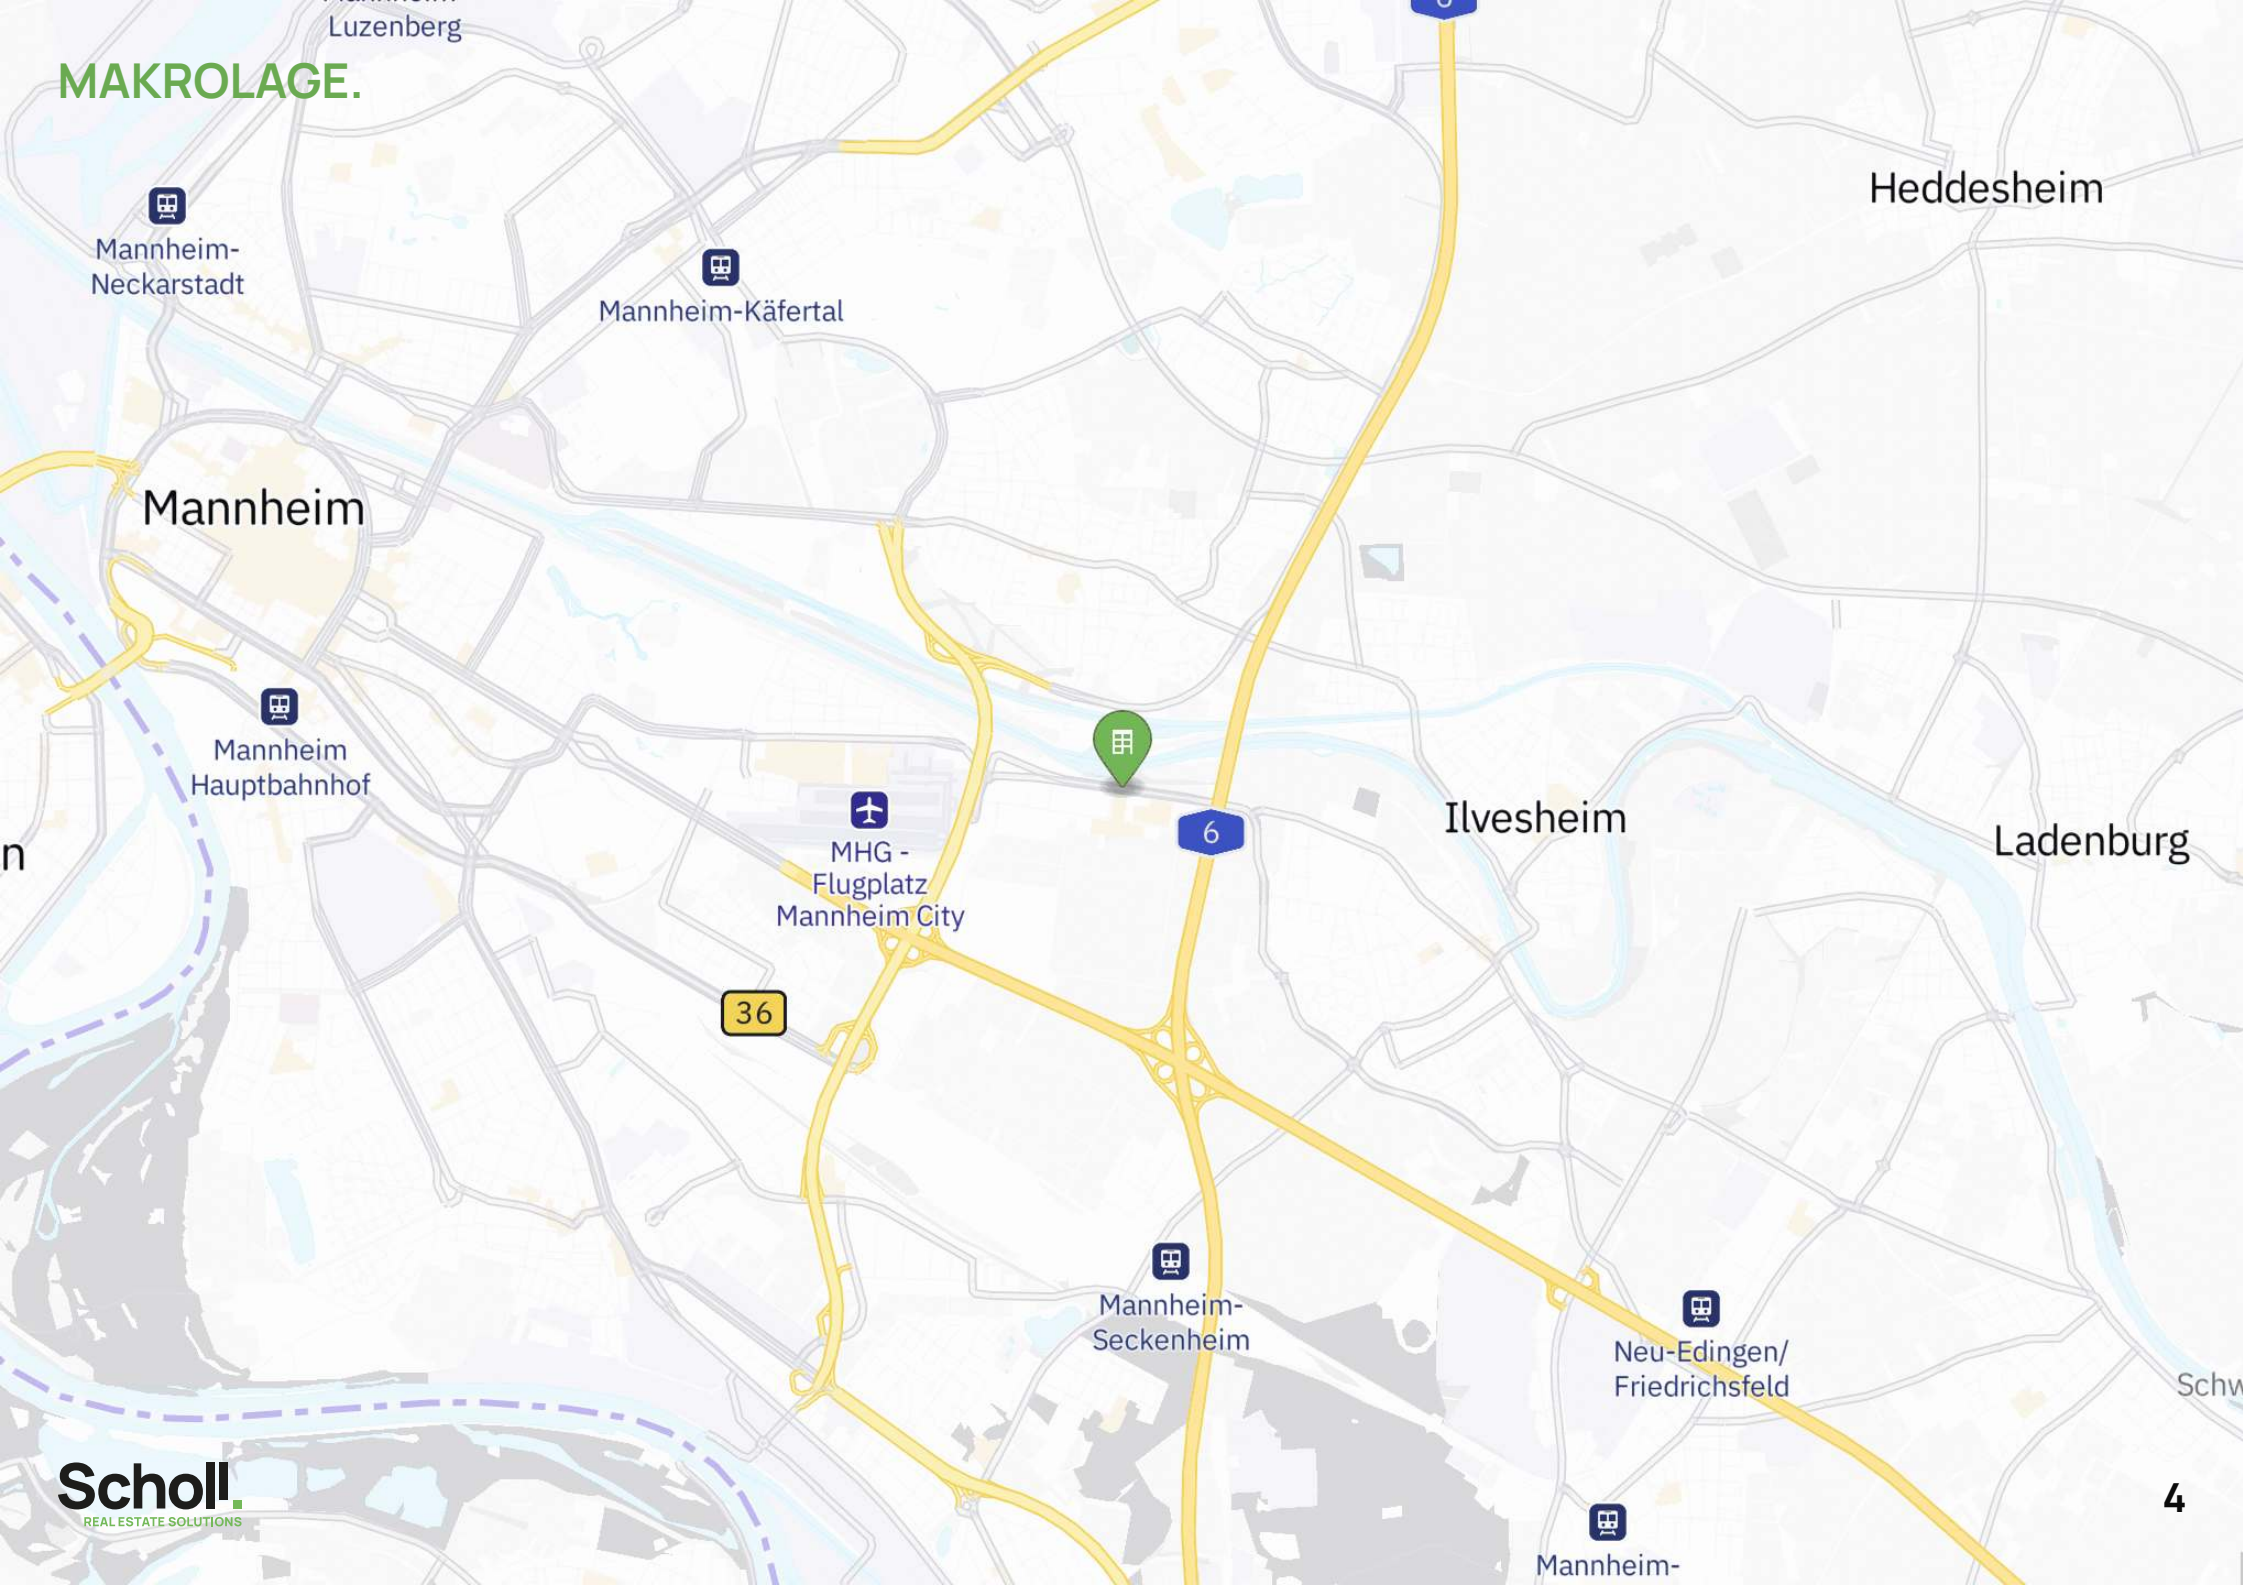 Luzenberg
MAKROLAGE.
6
Heddesheim
Mannheim-
Neckarstadt
Mannheim-Käfertal
Mannheim
Mannheim
Hauptbahnhof
MHG -
Flugplatz
Mannheim City
6
Ilvesheim
Ladenburg
n
36
Mannheim-
Seckenheim
Neu-Edingen/
Friedrichsfeld
Schw
Scholl.
REAL ESTATE SOLUTIONS
4
Mannheim-